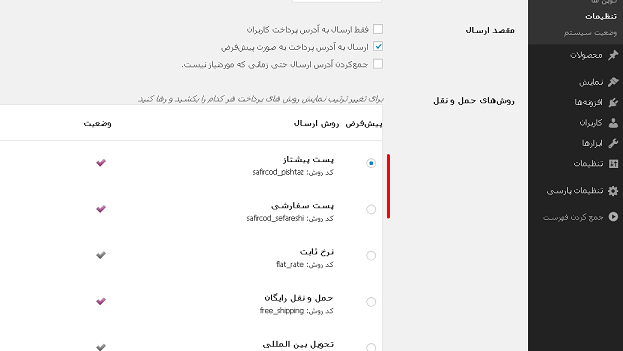 تنظیمات
وضعیت سیستم
محصولات
نمایش
افزونه‌ها
کاربران
ابزارها
تنظیمات
تنظیمات پارسی
جمع کردن فهرست
مقصد ارسال
فقط ارسال به آدرس پرداخت کاربران
ارسال به آدرس پرداخت به صورت پیش‌فرض
جمع‌کردن آدرس ارسال حتی زمانی که موردنیاز نیست.
روش‌های حمل و نقل
برای تغییر ترتیب نمایش روش های پرداخت هر کدام را بکشید و رها کنید
پیش‌فرض روش ارسال وضعیت
پست پیشتاز
کد روش: safircod_pishtaz
پست سفارشی
کد روش: safircod_sefareshi
نرخ ثابت
کد روش: flat_rate
حمل و نقل رایگان
کد روش: free_shipping
تحویل بین المللی